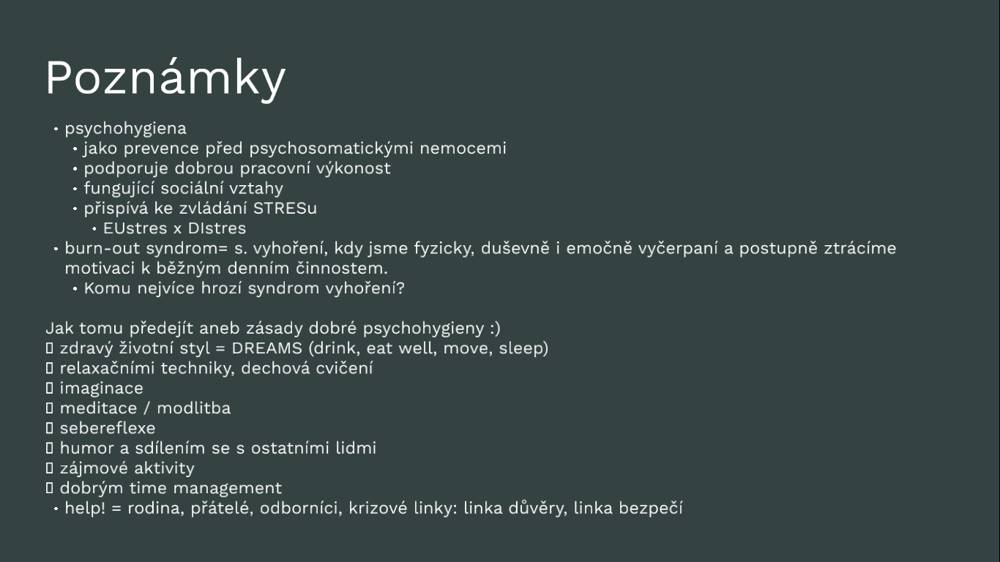 Poznámky
• psychohygiena
• jako prevence před psychosomatickými nemocemi
• podporuje dobrou pracovní výkonost
• fungující sociální vztahy
• přispívá ke zvládání STRESu
• EUstres x DIstres
• burn-out syndrom= s. vyhoření, kdy jsme fyzicky, duševně i emočně vyčerpaní a postupně ztrácíme
motivaci k běžným denním činnostem.
• Komu nejvíce hrozí syndrom vyhoření?
Jak tomu předejít aneb zásady dobré psychohygieny :)
▯ zdravý životní styl = DREAMS (drink, eat well, move, sleep)
▯ relaxačními techniky, dechová cvičení
▯ imaginace
▯ meditace / modlitba
▯ sebereflexe
▯ humor a sdílením se s ostatními lidmi
▯ zájmové aktivity
▯ dobrým time management
• help! = rodina, přátelé, odborníci, krizové linky: linka důvěry, linka bezpečí